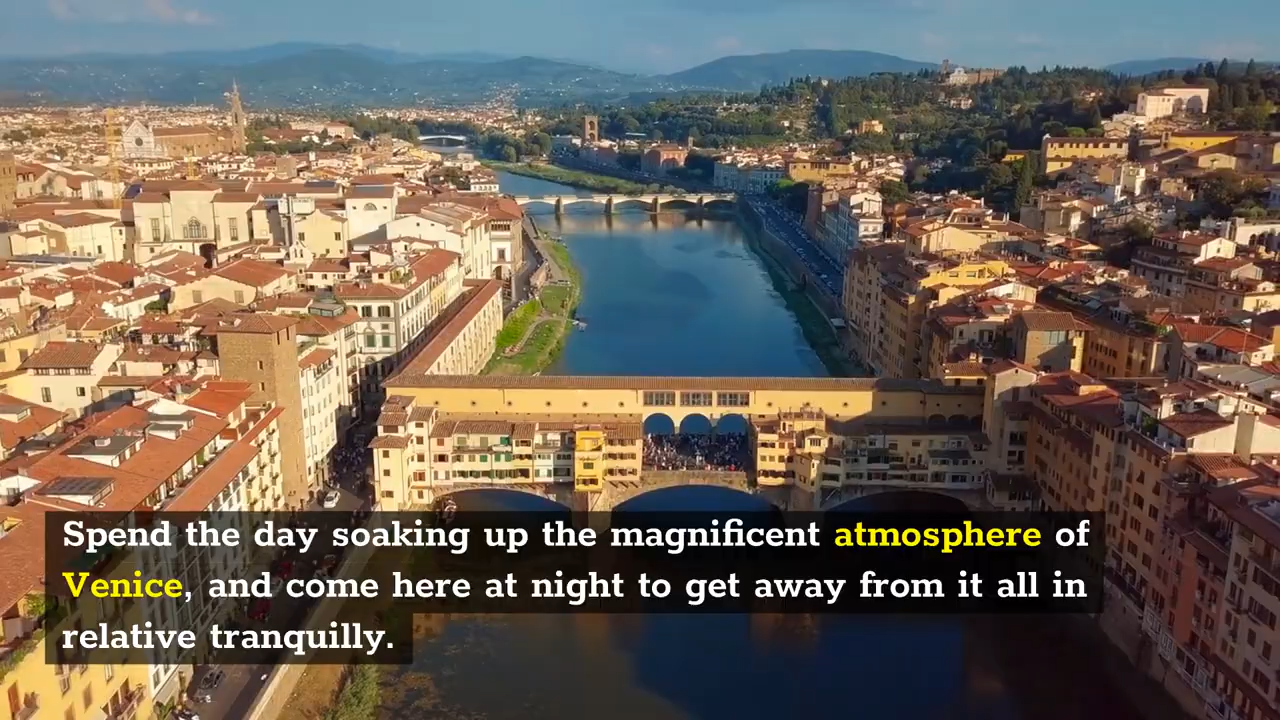 Spend the day soaking up the magnificent atmosphere of
Venice, and come here at night to get away from it all in
relative tranquilly.